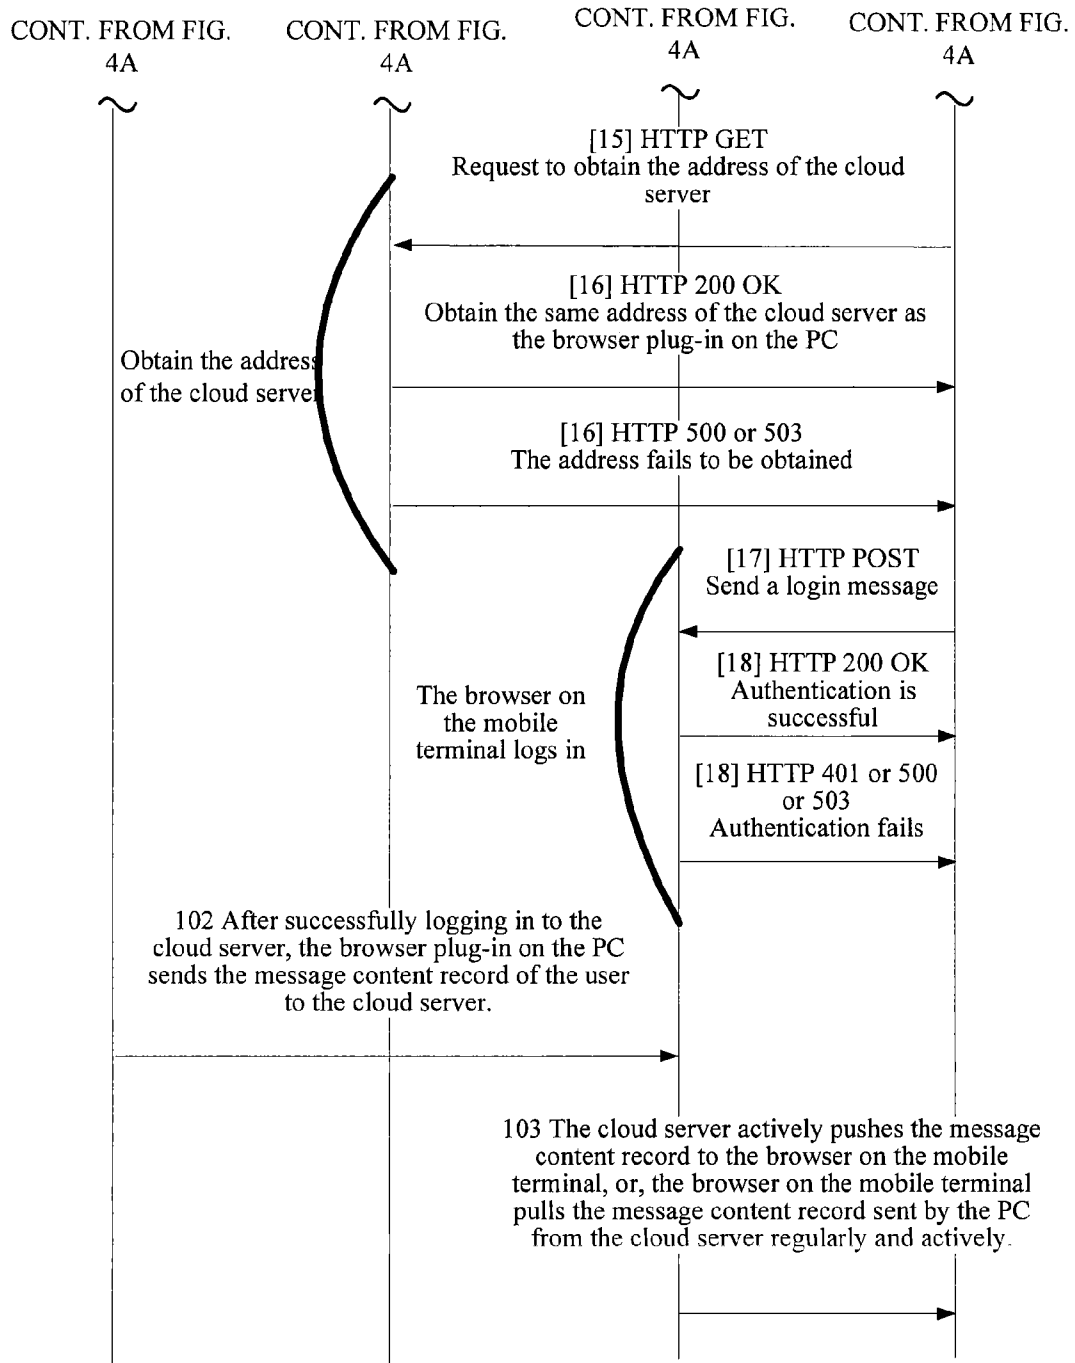 CONT. FROM FIG.
4A
CONT. FROM FIG.
4A
CONT. FROM FIG.
4A
CONT. FROM FIG.
4A
[15] HTTP GET
Request to obtain the address of the cloud
server
[16] HTTP 200 OK
Obtain the same address of the cloud server as
the browser plug-in on the PC
Obtain the address
of the cloud server
[16] HTTP 500 or 503
The address fails to be obtained
[17] HTTP POST
Send a login message
[18] HTTP 200 OK
Authentication is
successful
The browser on
the mobile
terminal logs in
[18] HTTP 401 or 500
or 503
Authentication fails
102 After successfully logging in to the
cloud server, the browser plug-in on the PC
sends the message content record of the user
to the cloud server.
103 The cloud server actively pushes the message
content record to the browser on the mobile
terminal, or, the browser on the mobile terminal
pulls the message content record sent by the PC
from the cloud server regularly and actively.